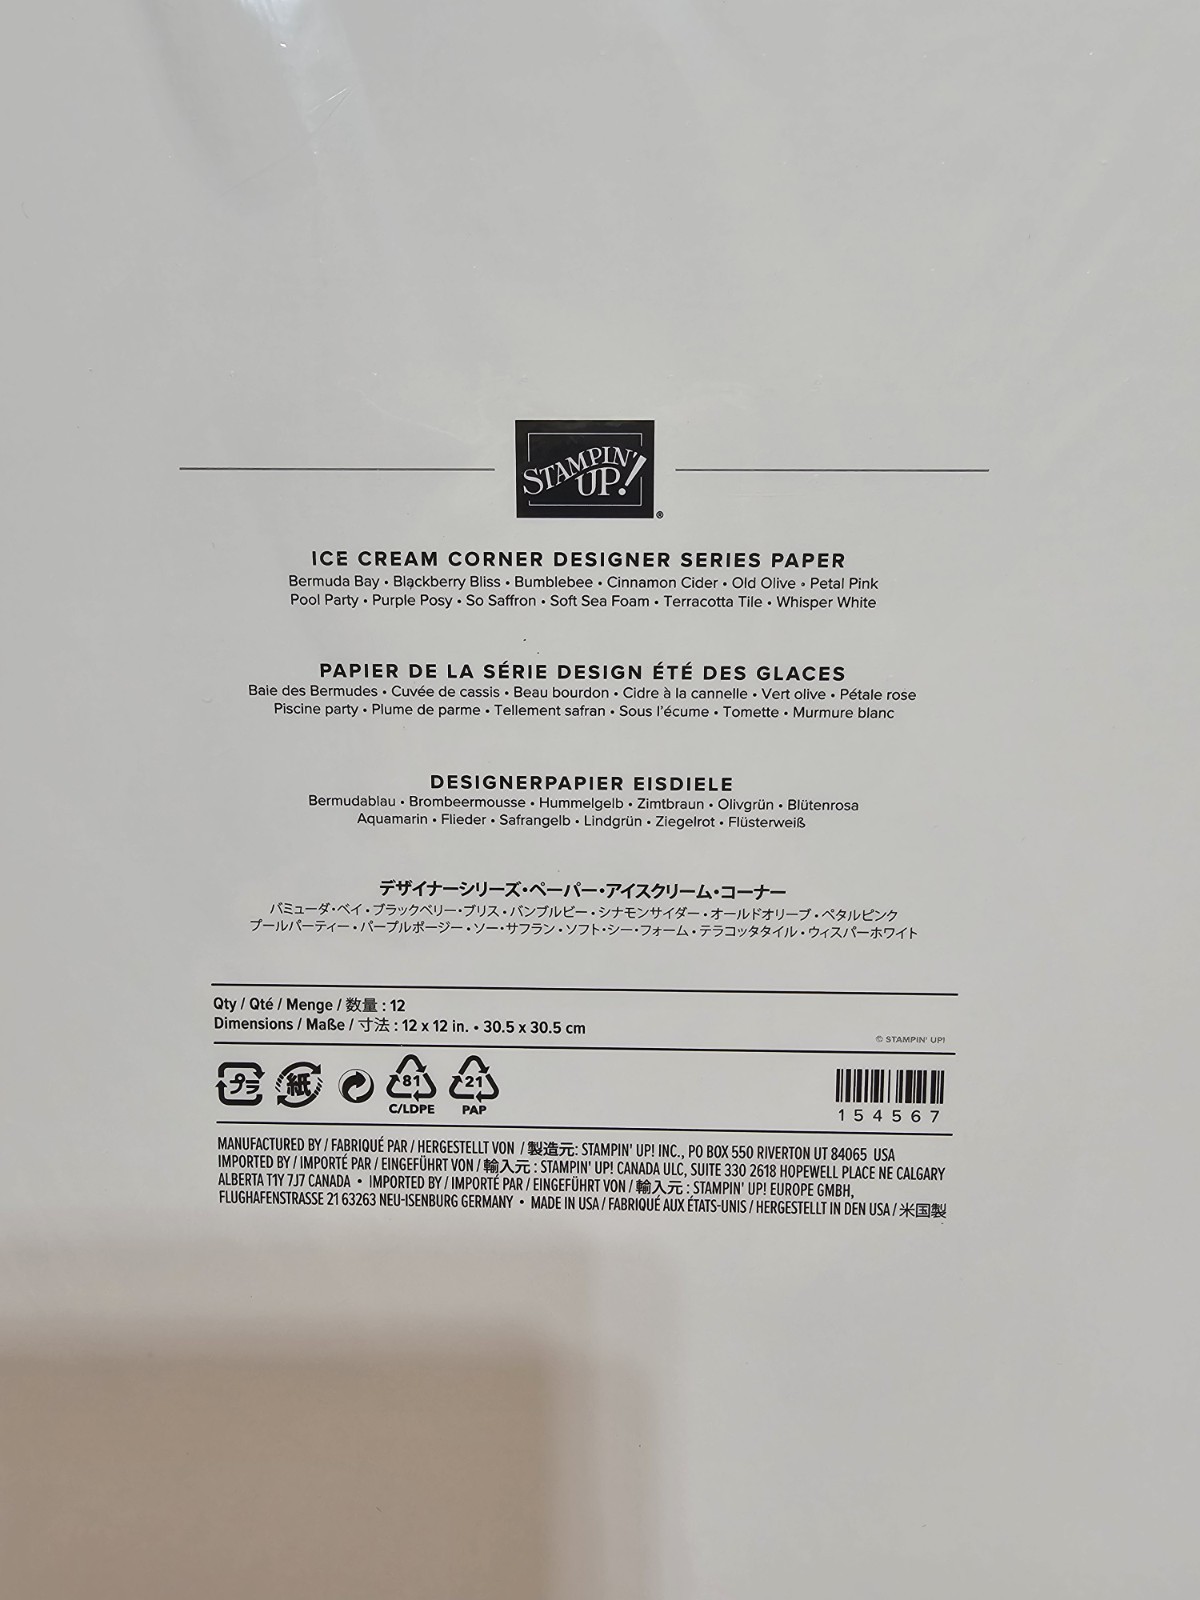 STAMPIN' UP!®
ICE CREAM CORNER DESIGNER SERIES PAPER
Bermuda Bay • Blackberry Bliss • Bumblebee • Cinnamon Cider • Old Olive • Petal Pink
Pool Party • Purple Posy • So Saffron • Soft Sea Foam • Terracotta Tile • Whisper White
PAPIER DE LA SÉRIE DESIGN ÉTÉ DES GLACES
Baie des Bermudes • Cuvée de cassis • Beau bourdon • Cidre à la cannelle • Vert olive • Pétale rose
Piscine party • Plume de parme • Tellement safran • Sous l'écume • Tomette • Murmure blanc
DESIGNERPAPIER EISDIELE
Bermudablau • Brombeermousse • Hummelgelb • Zimtbraun • Olivgrün • Blütenrosa
Aquamarin • Flieder • Safrangelb • Lindgrün • Ziegelrot • Flüsterweiß
デザイナーシリーズ・ペーパー・アイスクリーム・コーナー
バミューダ・ベイ・ブラックベリー・ブリス・バンブルビー・シナモンサイダー・オールドオリーブ・ペタルピンク
プールパーティー・パープルポージー・ソー・サフラン・ソフト・シー・フォーム・テラコッタタイル・ウィスパーホワイト
Qty / Qté / Menge / 数量 : 12
Dimensions / Maße / 寸法 : 12 x 12 in. • 30.5 x 30.5 cm
© STAMPIN' UP!
プラ 紙 81 21
C/LDPE PAP
154567
MANUFACTURED BY / FABRIQUÉ PAR / HERGESTELLT VON / 製造元: STAMPIN' UP! INC., PO BOX 550 RIVERTON UT 84065 USA
IMPORTED BY / IMPORTÉ PAR / EINGEFÜHRT VON / 輸入元 : STAMPIN' UP! CANADA ULC, SUITE 330 2618 HOPEWELL PLACE NE CALGARY
ALBERTA T1Y 7J7 CANADA • IMPORTED BY / IMPORTÉ PAR / EINGEFÜHRT VON / 輸入元 : STAMPIN' UP! EUROPE GMBH,
FLUGHAFENSTRASSE 21 63263 NEU-ISENBURG GERMANY • MADE IN USA / FABRIQUÉ AUX ÉTATS-UNIS / HERGESTELLT IN DEN USA / 米国製